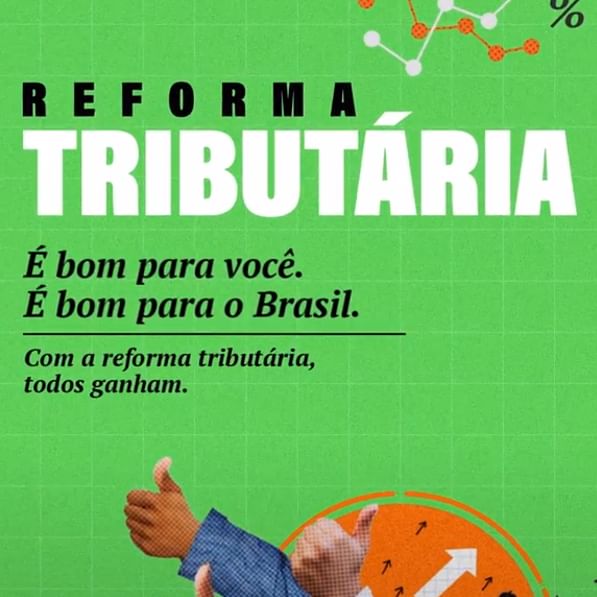 %
REFORMA
TRIBUTÁRIA
É bom para você.
É bom para o Brasil.
Com a reforma tributária,
todos ganham.